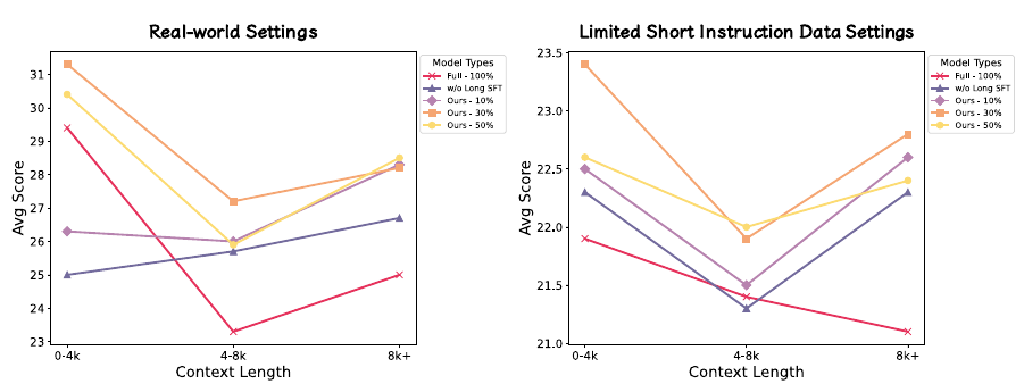 Real-world Settings
Avg Score
31
30
29
28
27
26
25
24
23
0-4k
4-8k
8k+
Context Length
Model Types
Full - 100%
w/o Long SFT
Ours - 10%
Ours - 30%
Ours - 50%
Limited Short Instruction Data Settings
Avg Score
23.5
23.0
22.5
22.0
21.5
21.0
0-4k
4-8k
8k+
Context Length
Model Types
Full - 100%
w/o Long SFT
Ours - 10%
Ours - 30%
Ours - 50%